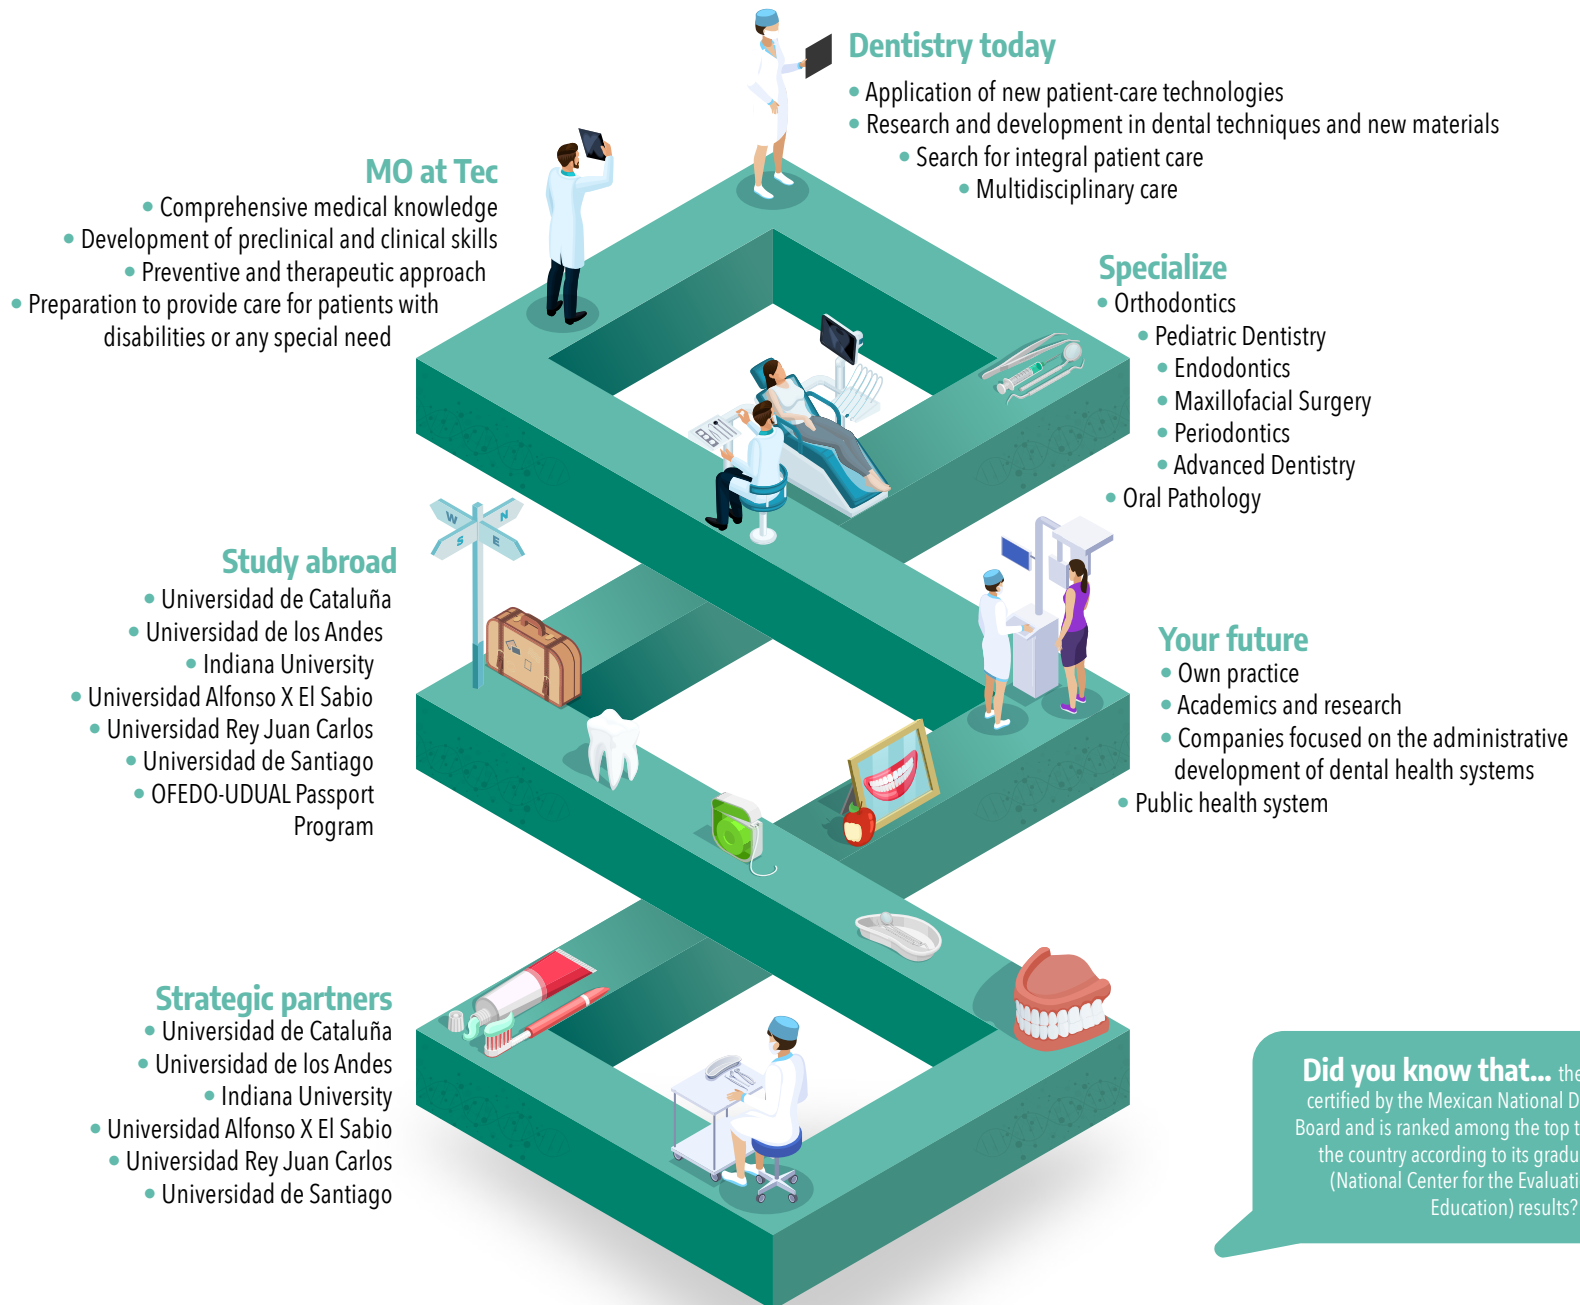 Dentistry today
• Application of new patient-care technologies
• Research and development in dental techniques and new materials
• Search for integral patient care
• Multidisciplinary care
MO at Tec
• Comprehensive medical knowledge
• Development of preclinical and clinical skills
• Preventive and therapeutic approach
• Preparation to provide care for patients with
disabilities or any special need
Specialize
• Orthodontics
• Pediatric Dentistry
• Endodontics
• Maxillofacial Surgery
• Periodontics
• Advanced Dentistry
• Oral Pathology
W N
S E
Study abroad
• Universidad de Cataluña
• Universidad de los Andes
• Indiana University
• Universidad Alfonso X El Sabio
• Universidad Rey Juan Carlos
• Universidad de Santiago
• OFEDO-UDUAL Passport
Program
Your future
• Own practice
• Academics and research
• Companies focused on the administrative
development of dental health systems
• Public health system
Strategic partners
• Universidad de Cataluña
• Universidad de los Andes
• Indiana University
• Universidad Alfonso X El Sabio
• Universidad Rey Juan Carlos
• Universidad de Santiago
Did you know that... the
certified by the Mexican National D
Board and is ranked among the top t
the country according to its gradu
(National Center for the Evaluati
Education) results?